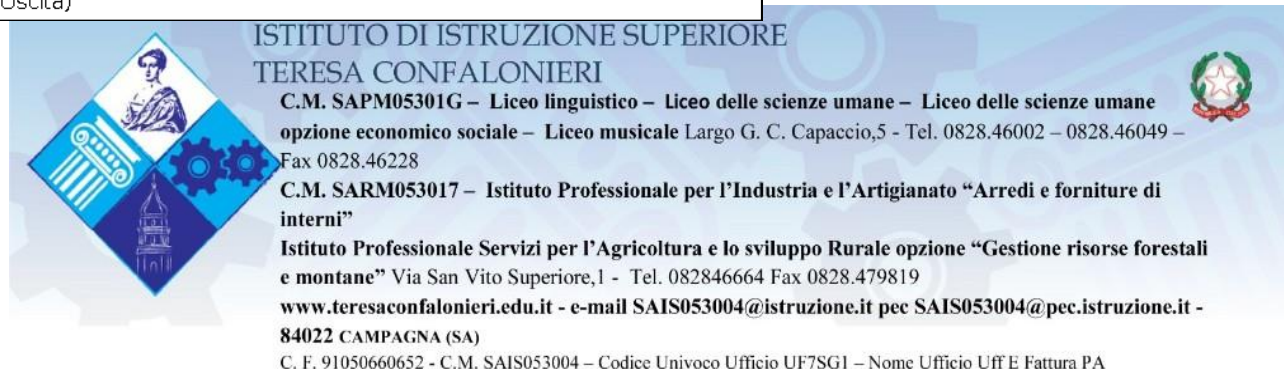 Uscita)
ISTITUTO DI ISTRUZIONE SUPERIORE
TERESA CONFALONIERI
C.M. SAPM05301G – Liceo linguistico – Liceo delle scienze umane – Liceo delle scienze umane
opzione economico sociale – Liceo musicale Largo G. C. Capaccio,5 - Tel. 0828.46002 – 0828.46049 –
Fax 0828.46228
C.M. SARM053017 – Istituto Professionale per l’Industria e l’Artigianato “Arredi e forniture di
interni”
Istituto Professionale Servizi per l’Agricoltura e lo sviluppo Rurale opzione “Gestione risorse forestali
e montane” Via San Vito Superiore,1 - Tel. 082846664 Fax 0828.479819
www.teresaconfalonieri.edu.it - e-mail SAIS053004@istruzione.it pec SAIS053004@pec.istruzione.it -
84022 CAMPAGNA (SA)
C. F. 91050660652 - C.M. SAIS053004 – Codice Univoco Ufficio UF7SG1 – Nome Ufficio Uff E Fattura PA